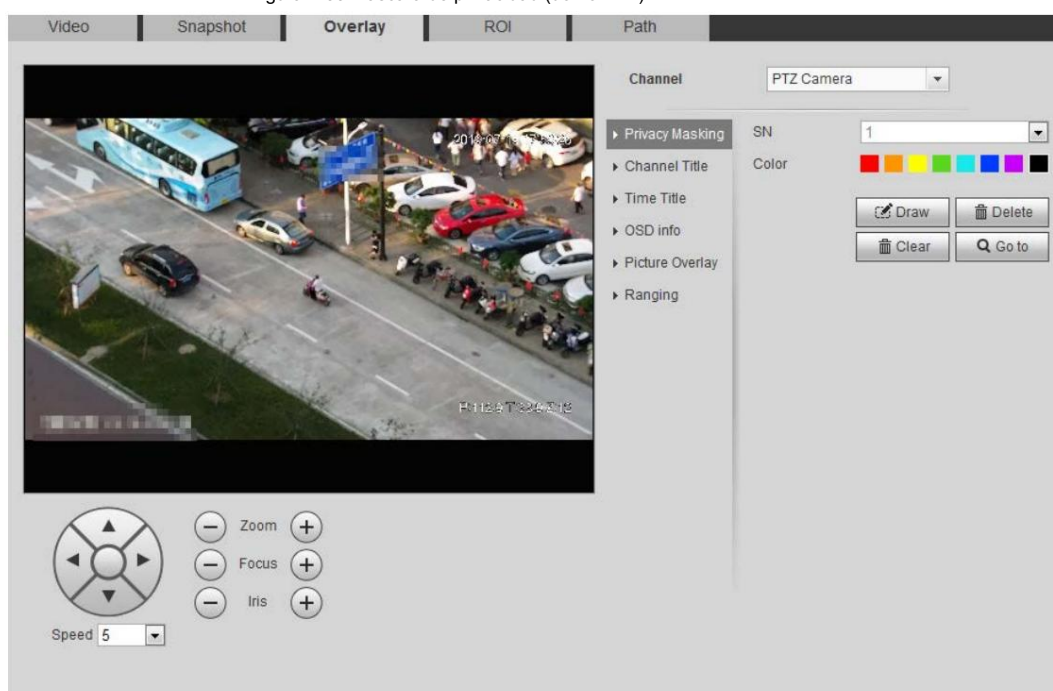 Video Snapshot Overlay ROI Path
Channel PTZ Camera
Privacy Masking
Channel Title
Time Title
OSD info
Picture Overlay
Ranging
SN 1
Color
Draw Delete
Clear Go to
Zoom
Focus
Iris
Speed 5